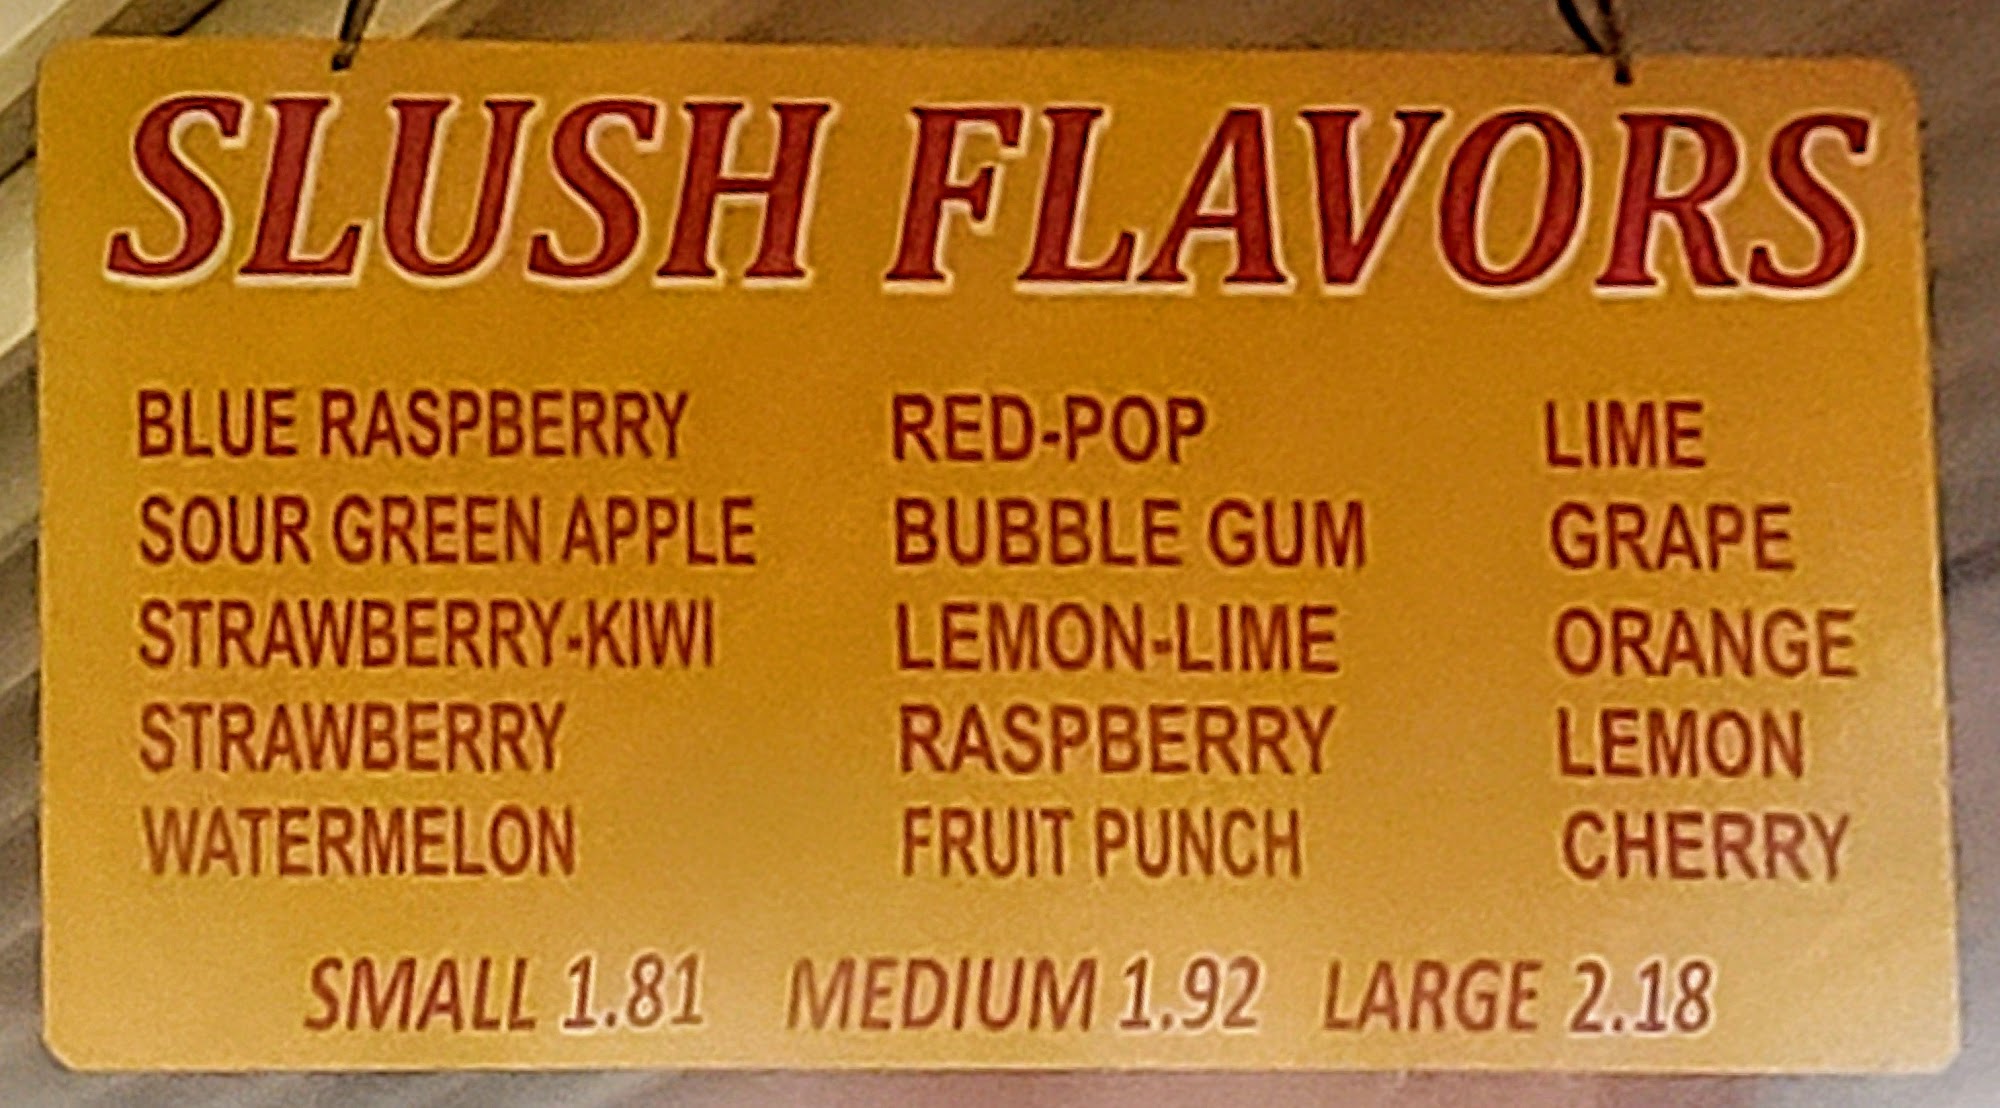 SLUSH FLAVORS
BLUE RASPBERRY
SOUR GREEN APPLE
STRAWBERRY-KIWI
STRAWBERRY
WATERMELON
RED-POP
BUBBLE GUM
LEMON-LIME
RASPBERRY
FRUIT PUNCH
LIME
GRAPE
ORANGE
LEMON
CHERRY
SMALL 1.81 MEDIUM 1.92 LARGE 2.18